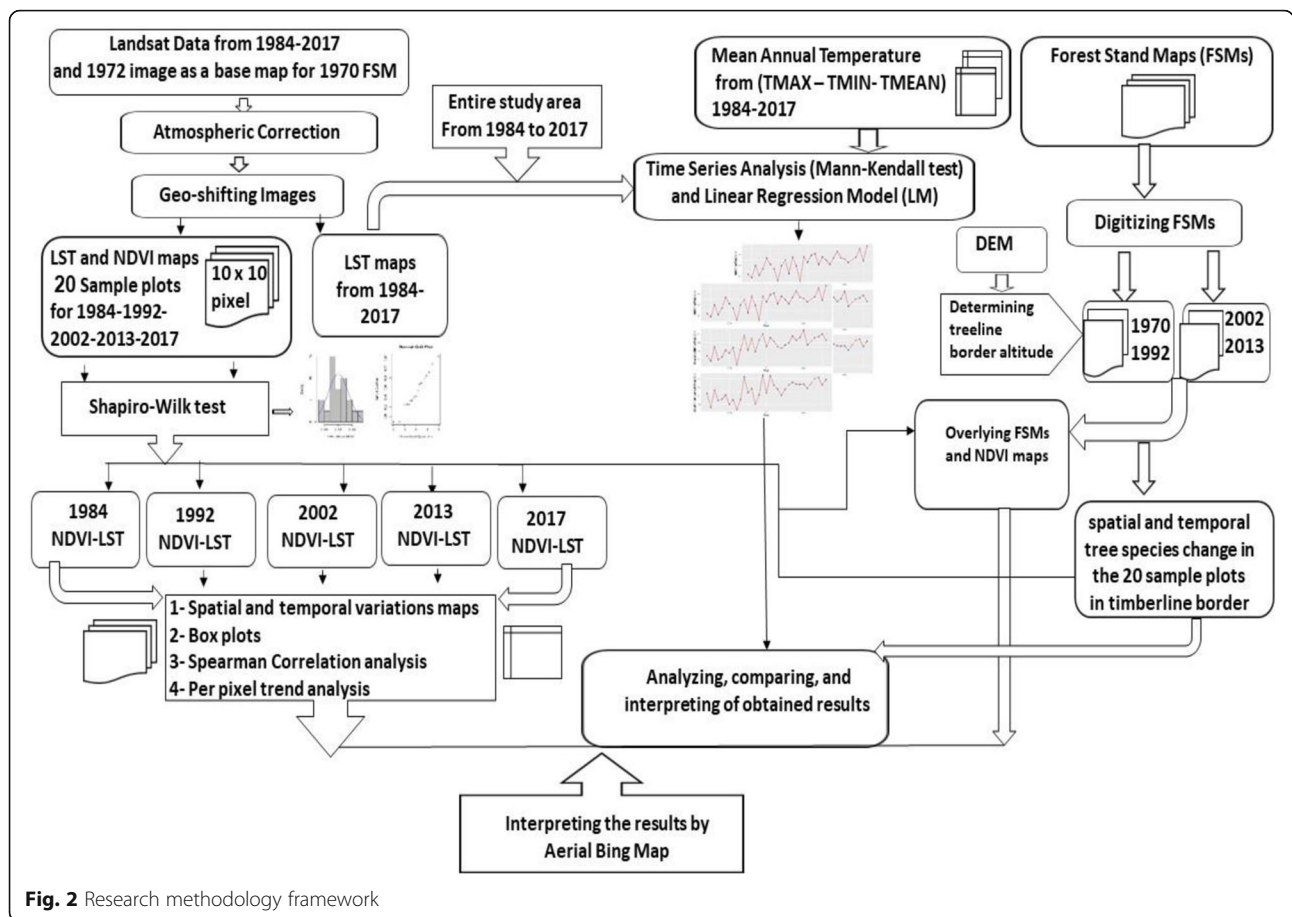 Landsat Data from 1984-2017
and 1972 image as a base map for 1970 FSM
Atmospheric Correction
Geo-shifting Images
LST and NDVI maps
20 Sample plots
for 1984-1992-
2002-2013-2017
10 x 10
pixel
LST maps
from 1984-
2017
Entire study area
From 1984 to 2017
Mean Annual Temperature
from (TMAX – TMIN- TMEAN)
1984-2017
Forest Stand Maps (FSMs)
Time Series Analysis (Mann-Kendall test)
and Linear Regression Model (LM)
Digitizing FSMs
DEM
Determining
treeline
border altitude
1970
1992
2002
2013
Shapiro-Wilk test
Overlying FSMs
and NDVI maps
1984
NDVI-LST
1992
NDVI-LST
2002
NDVI-LST
2013
NDVI-LST
2017
NDVI-LST
spatial and temporal
tree species change in
the 20 sample plots
in timberline border
1- Spatial and temporal variations maps
2- Box plots
3- Spearman Correlation analysis
4- Per pixel trend analysis
Analyzing, comparing, and
interpreting of obtained results
Interpreting the results by
Aerial Bing Map
Fig. 2 Research methodology framework